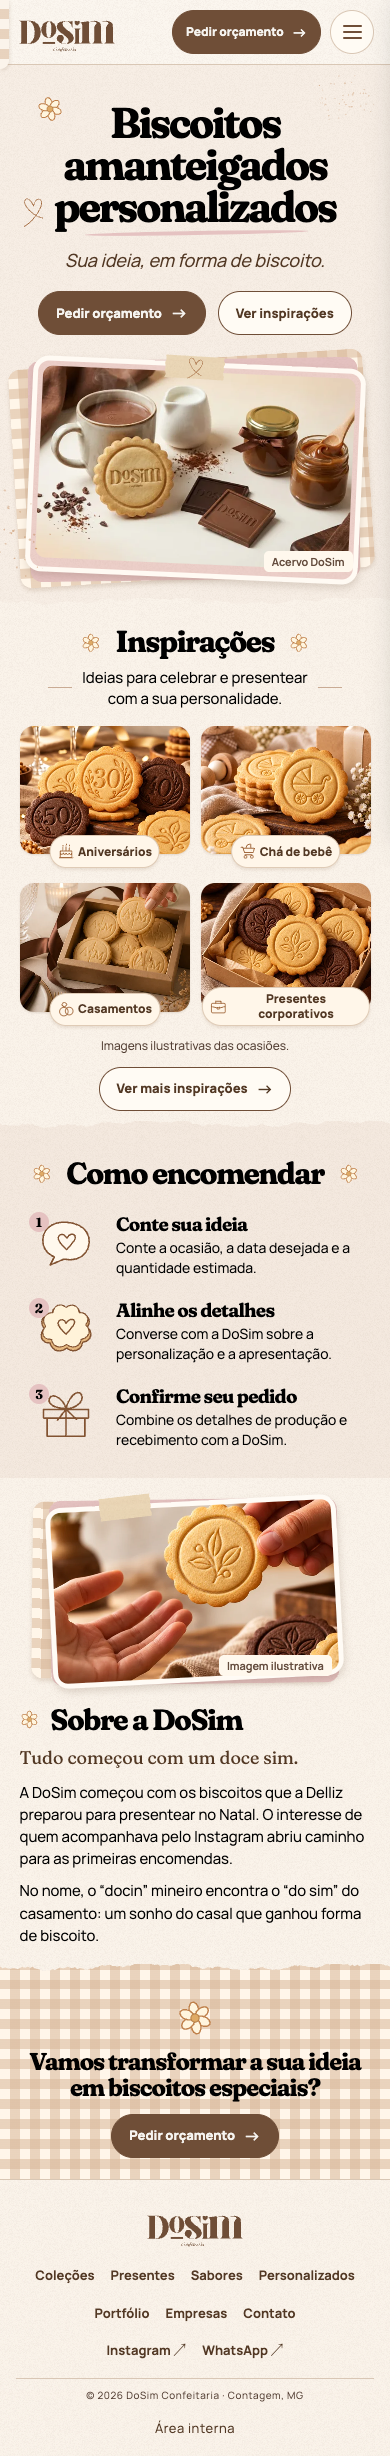 DoSim
confeitaria
Pedir orçamento →
Biscoitos
amanteigados
personalizados
Sua ideia, em forma de biscoito.
Pedir orçamento →
Ver inspirações
DoSim
DoSim
Acervo DoSim
Inspirações
Ideias para celebrar e presentear
com a sua personalidade.
30
30
50
Aniversários
Chá de bebê
Casamentos
Presentes
corporativos
Imagens ilustrativas das ocasiões.
Ver mais inspirações →
Como encomendar
1
Conte sua ideia
Conte a ocasião, a data desejada e a
quantidade estimada.
2
Alinhe os detalhes
Converse com a DoSim sobre a
personalização e a apresentação.
3
Confirme seu pedido
Combine os detalhes de produção e
recebimento com a DoSim.
Imagem ilustrativa
Sobre a DoSim
Tudo começou com um doce sim.
A DoSim começou com os biscoitos que a Delliz
preparou para presentear no Natal. O interesse de
quem acompanhava pelo Instagram abriu caminho
para as primeiras encomendas.
No nome, o “docin” mineiro encontra o “do sim” do
casamento: um sonho do casal que ganhou forma
de biscoito.
Vamos transformar a sua ideia
em biscoitos especiais?
Pedir orçamento →
DoSim
confeitaria
Coleções Presentes Sabores Personalizados
Portfólio Empresas Contato
Instagram ↗ WhatsApp ↗
© 2026 DoSim Confeitaria · Contagem, MG
Área interna